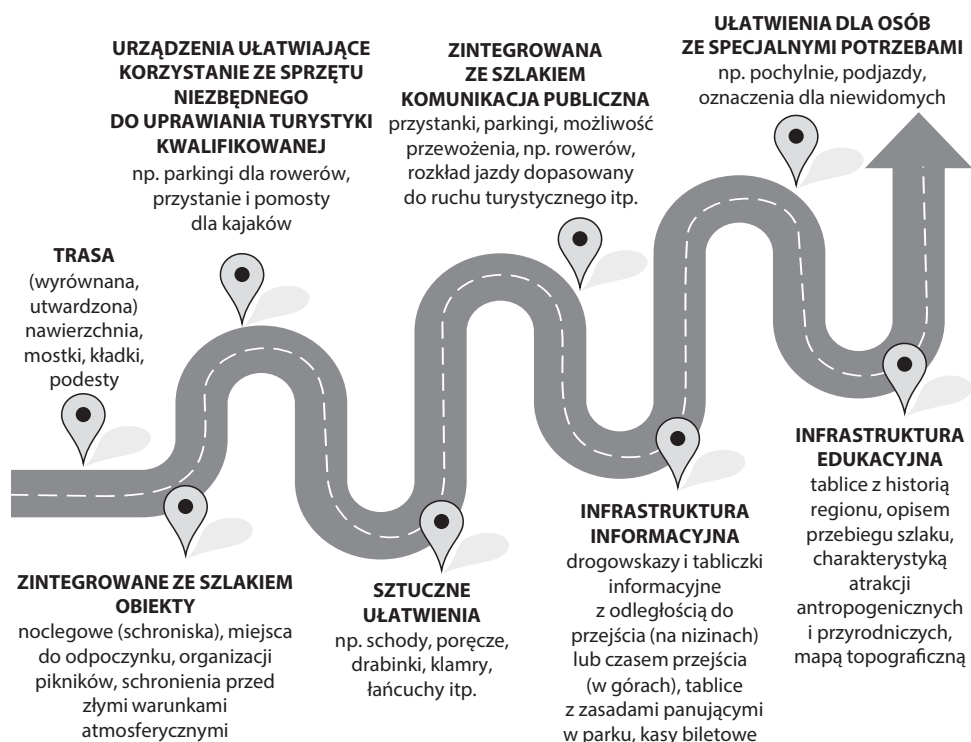 TRASA
(wyrównana,
utwardzona)
nawierzchnia,
mostki, kładki,
podesty
ZINTEGROWANE ZE SZLAKIEM
OBIEKTY
noclegowe (schroniska), miejsca
do odpoczynku, organizacji
pikników, schronienia przed
złymi warunkami
atmosferycznymi
URZĄDZENIA UŁATWIAJĄCE
KORZYSTANIE ZE SPRZĘTU
NIEZBĘDNEGO
DO UPRAWIANIA TURYSTYKI
KWALIFIKOWANEJ
np. parkingi dla rowerów,
przystanie i pomosty
dla kajaków
SZTUCZNE
UŁATWIENIA
np. schody, poręcze,
drabinki, klamry,
łańcuchy itp.
ZINTEGROWANA
ZE SZLAKIEM
KOMUNIKACJA PUBLICZNA
przystanki, parkingi, możliwość
przewożenia, np. rowerów,
rozkład jazdy dopasowany
do ruchu turystycznego itp.
INFRASTRUKTURA
INFORMACYJNA
drogowskazy i tabliczki
informacyjne
z odległością do
przejścia (na nizinach)
lub czasem przejścia
(w górach), tablice
z zasadami panującymi
w parku, kasy biletowe
UŁATWIENIA DLA OSÓB
ZE SPECJALNYMI POTRZEBAMI
np. pochylnie, podjazdy,
oznaczenia dla niewidomych
INFRASTRUKTURA
EDUKACYJNA
tablice z historią
regionu, opisem
przebiegu szlaku,
charakterystyką
atrakcji
antropogenicznych
i przyrodniczych,
mapą topograficzną